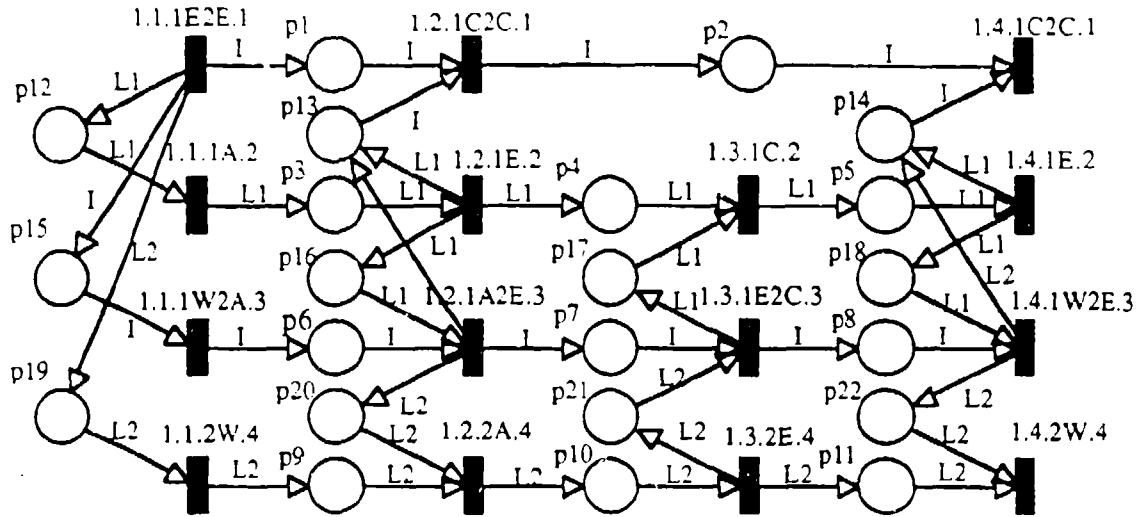 1.1.1E2E.1 p1 1.2.1C2C.1 p2 1.4.1C2C.1
I I I I
p12 L1 p13 I p14 I
L1 1.1.1A.2 p3 L1 1.2.1E.2 p4 1.3.1C.2 p5 L1 1.4.1E.2
I L1 L1 L1 L1 L1 L1
p15 L2 p16 L1 p17 L1 p18 L1 L2
1.1.1W2A.3 L1 1.2.1A2E.3 L1 1.3.1E2C.3 L1 1.4.1W2E.3
I I p6 I I p7 I I p8 I
p19 p20 L2 p21 L2 p22 L2
L2 1.1.2W.4 L2 1.2.2A.4 L2 1.3.2E.4 L2 1.4.2W.4
L2 p9 L2 L2 p10 L2 L2 p11 L2